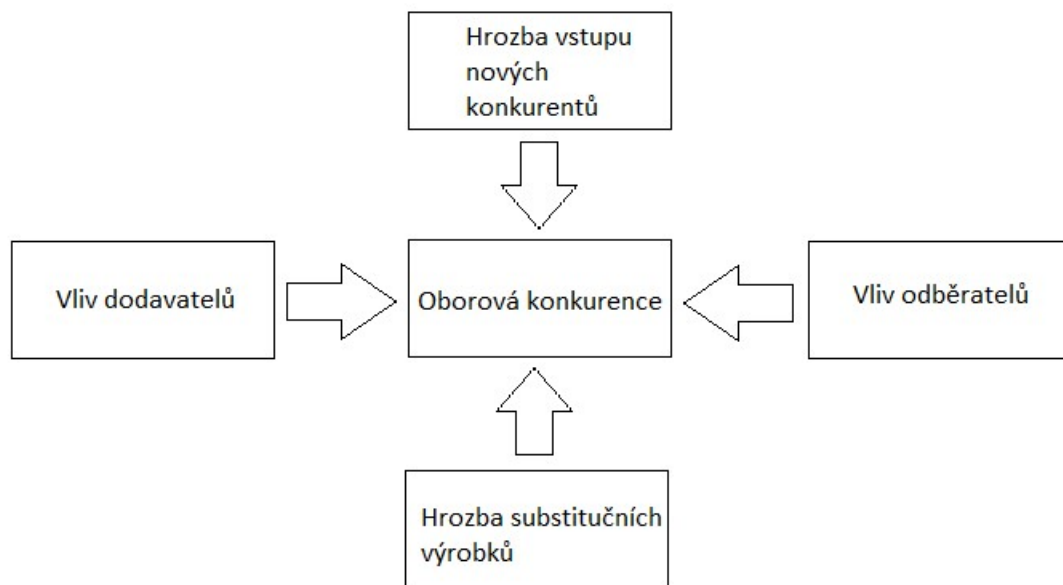 Hrozba vstupu
nových
konkurentů
Vliv dodavatelů
Oborová konkurence
Vliv odběratelů
Hrozba substitučních
výrobků